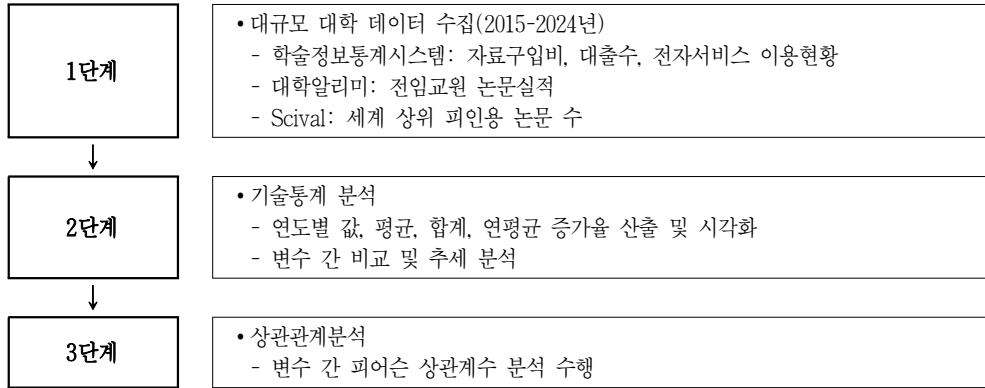 1단계
• 대규모 대학 데이터 수집(2015-2024년)
- 학술정보통계시스템: 자료구입비, 대출수, 전자서비스 이용현황
- 대학알리미: 전임교원 논문실적
- Scival: 세계 상위 피인용 논문 수
2단계
• 기술통계 분석
- 연도별 값, 평균, 합계, 연평균 증가율 산출 및 시각화
- 변수 간 비교 및 추세 분석
3단계
• 상관관계분석
- 변수 간 피어슨 상관계수 분석 수행